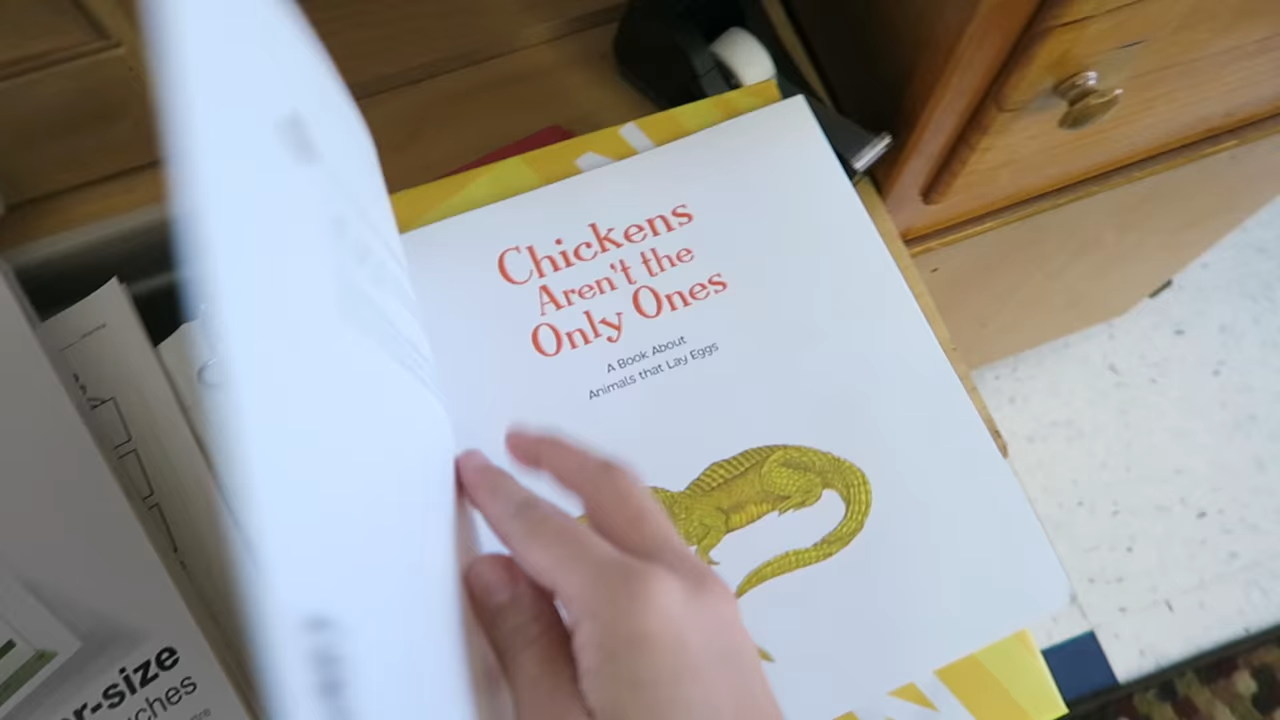 Chickens
Aren't the
Only Ones
A Book About
Animals that Lay Eggs
r-size
ches